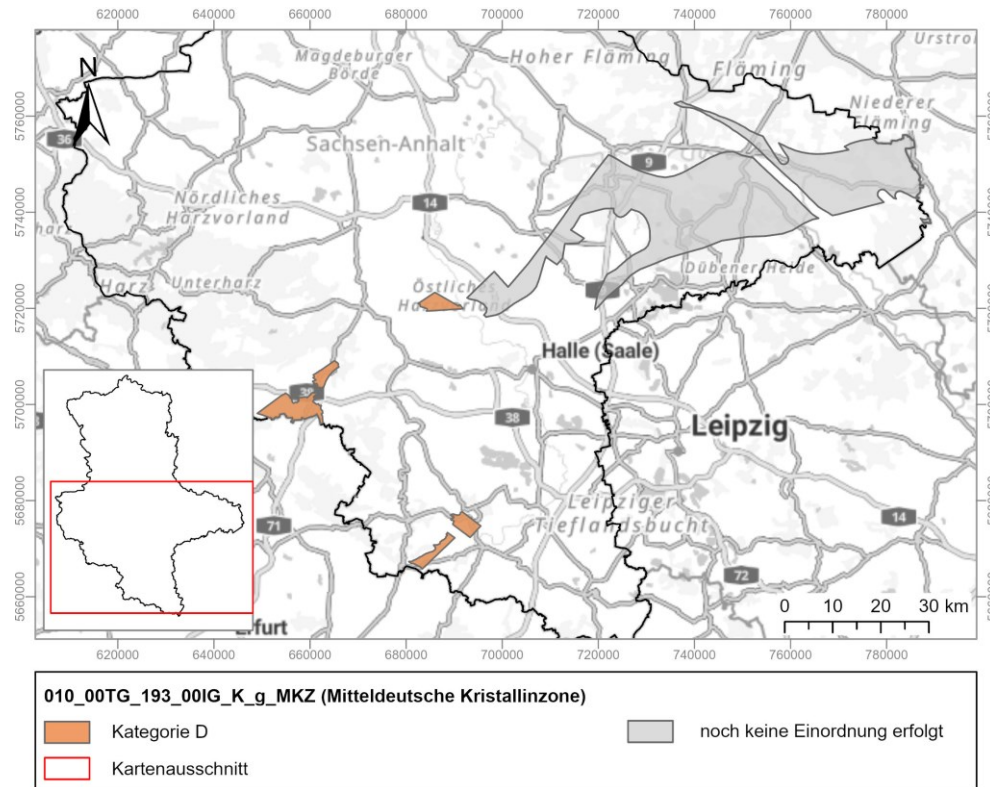 620000 640000 660000 680000 700000 720000 740000 760000 780000
N
Magdeburger
Börde
Hoher Fläming
Fläming
Niederer
Fläming
5760000
36
Sachsen-Anhalt
9
5740000
Nördliches
Harzvorland
14
5740000
Harz
Unterharz
Östliches
Dübener Heide
5720000
Halle (Saale)
5700000
38
38
Leipzig
5680000
71
Leipziger
Tieflandsbucht
14
72
5660000
Erfurt
0 10 20 30 km
620000 640000 660000 680000 700000 720000 740000 760000 780000
010_00TG_193_00IG_K_g_MKZ (Mitteldeutsche Kristallinzone)
Kategorie D
noch keine Einordnung erfolgt
Kartenausschnitt